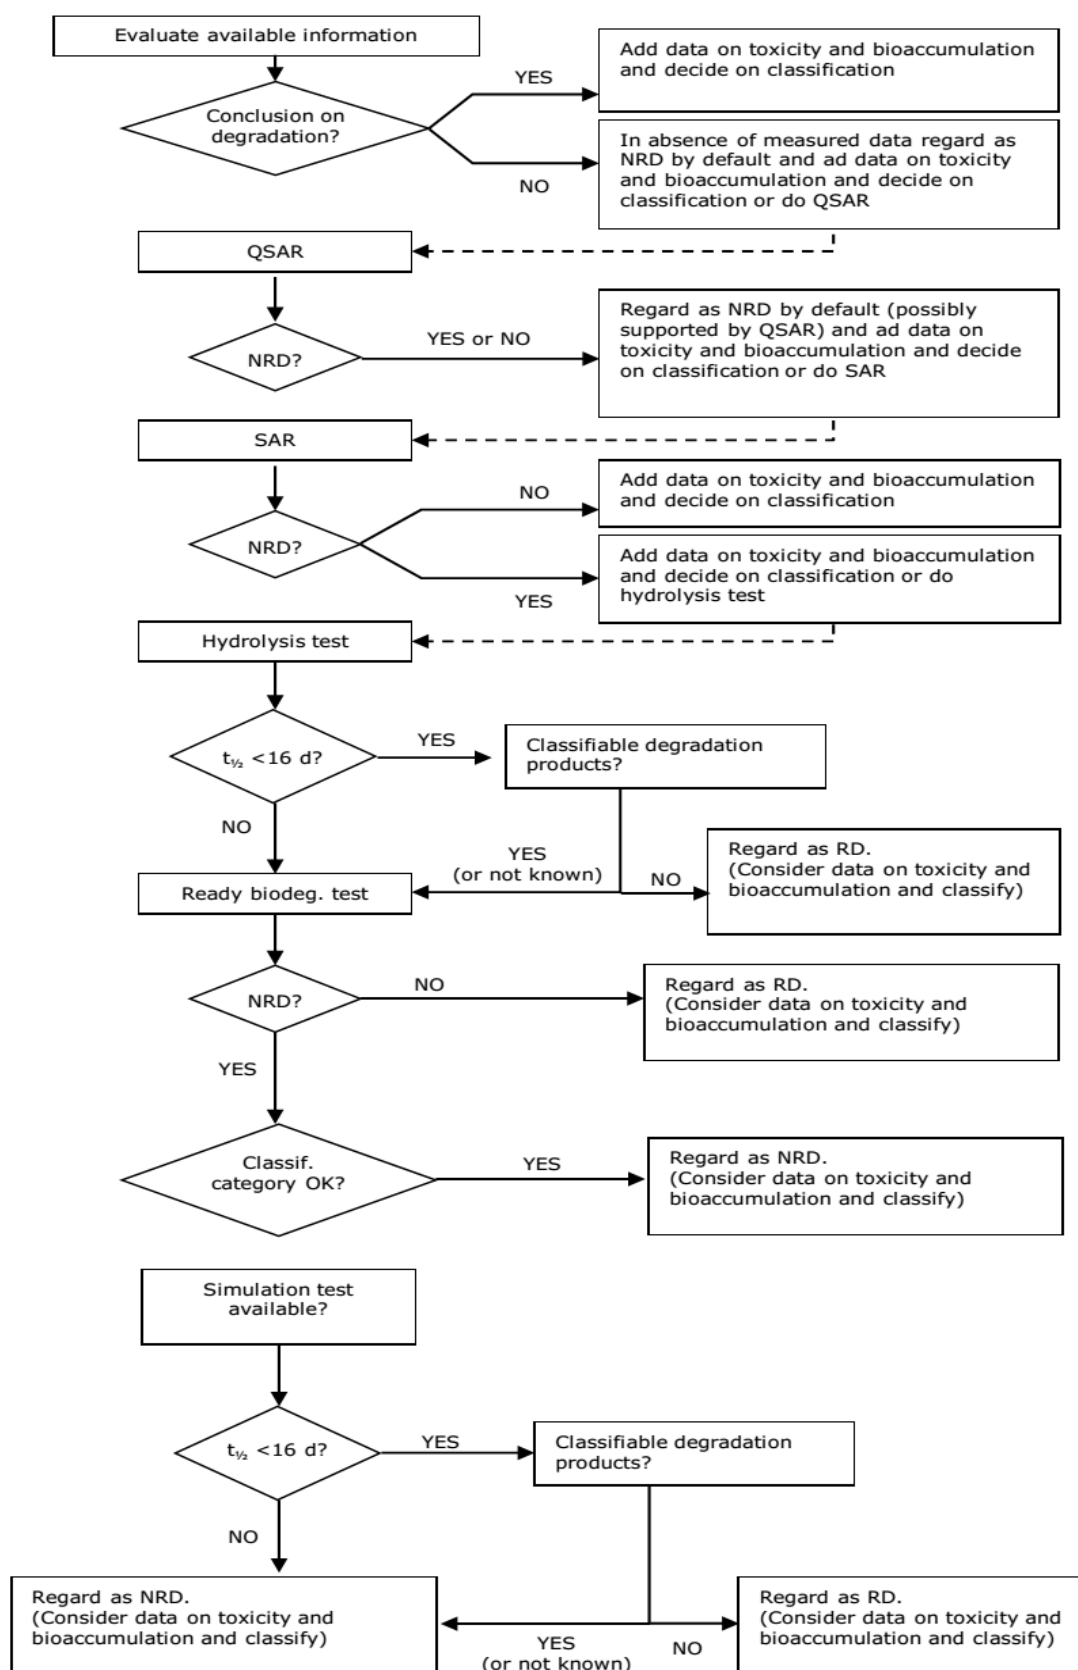 Evaluate available information
Conclusion on
degradation?
YES
Add data on toxicity and bioaccumulation
and decide on classification
NO
In absence of measured data regard as
NRD by default and ad data on toxicity
and bioaccumulation and decide on
classification or do QSAR
QSAR
NRD?
YES or NO
Regard as NRD by default (possibly
supported by QSAR) and ad data on
toxicity and bioaccumulation and decide
on classification or do SAR
SAR
NRD?
NO
Add data on toxicity and bioaccumulation
and decide on classification
YES
Add data on toxicity and bioaccumulation
and decide on classification or do
hydrolysis test
Hydrolysis test
t½ <16 d?
YES
Classifiable degradation
products?
NO
YES
(or not known)
NO
Regard as RD.
(Consider data on toxicity and
bioaccumulation and classify)
Ready biodeg. test
NRD?
NO
Regard as RD.
(Consider data on toxicity and
bioaccumulation and classify)
YES
Classif.
category OK?
YES
Regard as NRD.
(Consider data on toxicity and
bioaccumulation and classify)
Simulation test
available?
t½ <16 d?
YES
Classifiable degradation
products?
NO
Regard as NRD.
(Consider data on toxicity and
bioaccumulation and classify)
YES
(or not known)
NO
Regard as RD.
(Consider data on toxicity and
bioaccumulation and classify)